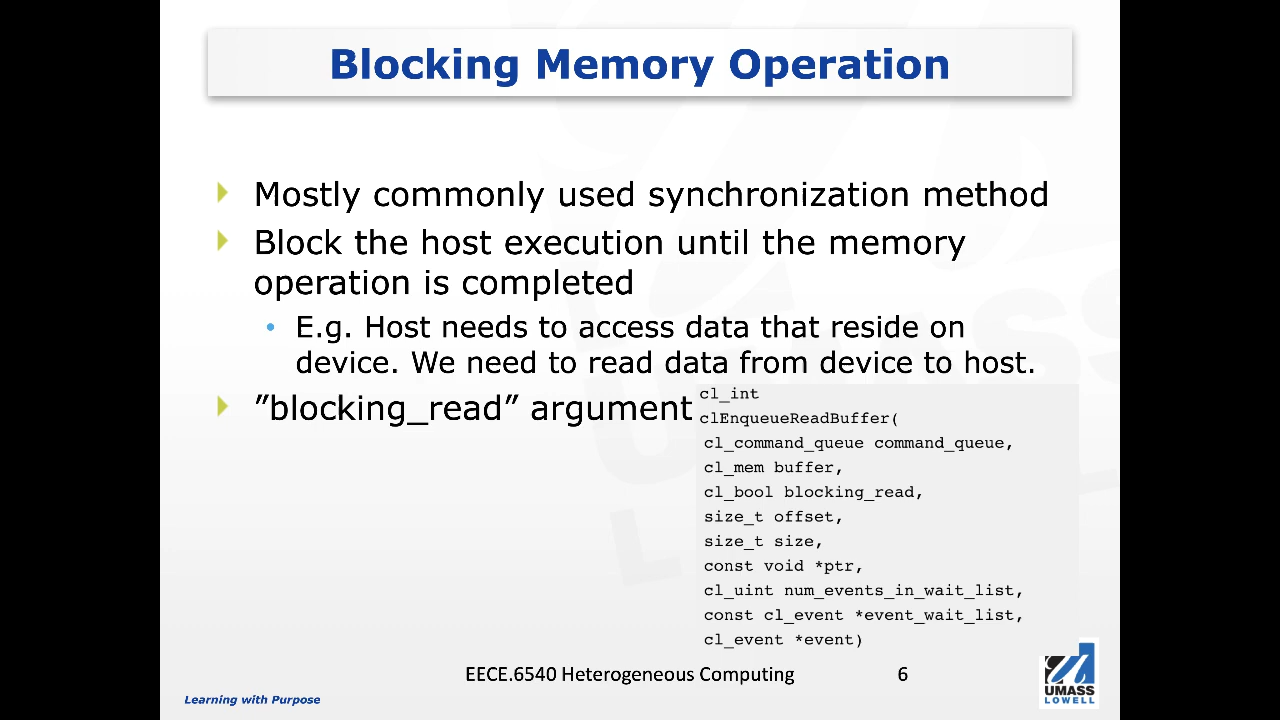 Blocking Memory Operation
Mostly commonly used synchronization method
Block the host execution until the memory
operation is completed
• E.g. Host needs to access data that reside on
device. We need to read data from device to host.
”blocking_read” argument
cl_int
clEnqueueReadBuffer(
cl_command_queue command_queue,
cl_mem buffer,
cl_bool blocking_read,
size_t offset,
size_t size,
const void *ptr,
cl_uint num_events_in_wait_list,
const cl_event *event_wait_list,
cl_event *event)
EECE.6540 Heterogeneous Computing 6
Learning with Purpose
UMASS
LOWELL